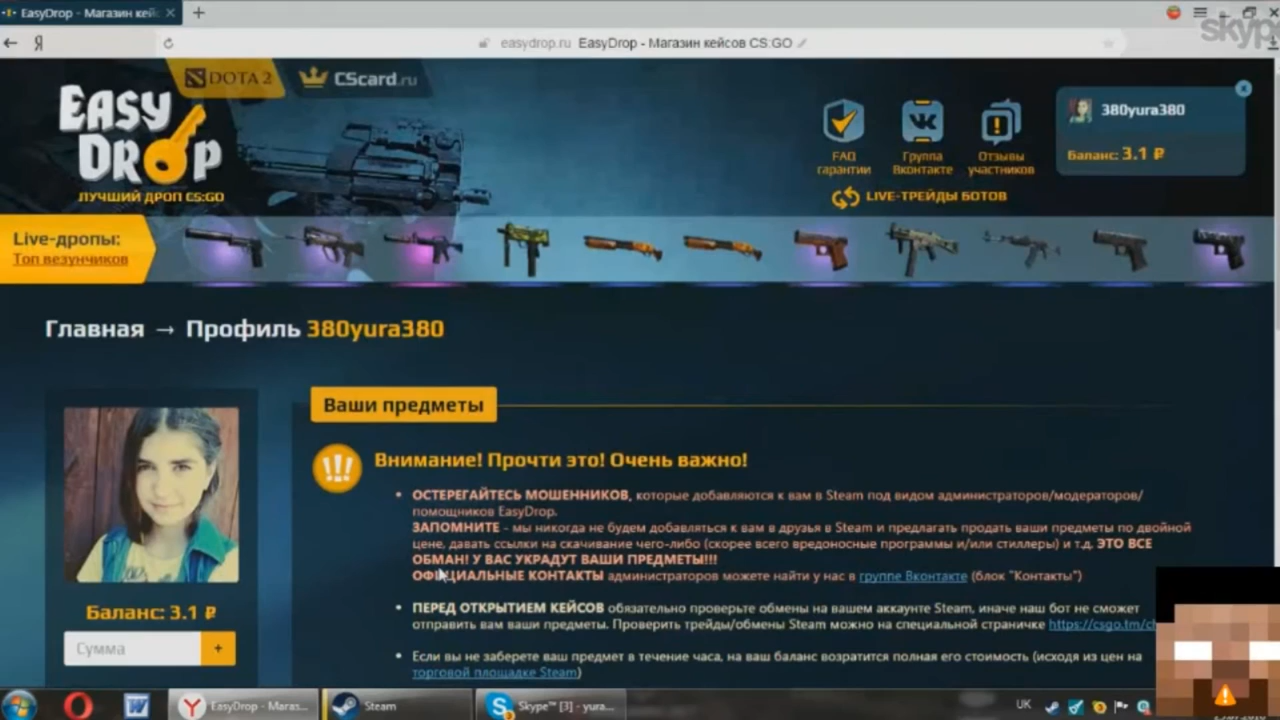 EasyDrop - Магазин кей
skyp
Я
easydrop.ru EasyDrop - Магазин кейсов CS:GO
DOTA 2
CScard.ru
EASY
DROP
ЛУЧШИЙ ДРОП CS:GO
FAQ
гарантии
Группа
Вконтакте
Отзывы
участников
LIVE-ТРЕЙДЫ БОТОВ
380yura380
Баланс: 3.1 ₽
Live-дропы:
Топ везунчиков
Главная → Профиль 380yura380
Баланс: 3.1 ₽
Сумма
+
Ваши предметы
Внимание! Прочти это! Очень важно!
• ОСТЕРЕГАЙТЕСЬ МОШЕННИКОВ, которые добавляются к вам в Steam под видом администраторов/модераторов/
помощников EasyDrop.
ЗАПОМНИТЕ - мы никогда не будем добавляться к вам в друзья в Steam и предлагать продать ваши предметы по двойной
цене, давать ссылки на скачивание чего-либо (скорее всего вредоносные программы и/или стиллеры) и т.д. ЭТО ВСЕ
ОБМАН! У ВАС УКРАДУТ ВАШИ ПРЕДМЕТЫ!!!
ОФИЦИАЛЬНЫЕ КОНТАКТЫ администраторов можете найти у нас в группе Вконтакте (блок "Контакты")
• ПЕРЕД ОТКРЫТИЕМ КЕЙСОВ обязательно проверьте обмены на вашем аккаунте Steam, иначе наш бот не сможет
отправить вам ваши предметы. Проверить трейды/обмены Steam можно на специальной страничке https://csgo.tm/ch
• Если вы не заберете ваш предмет в течение часа, на ваш баланс возратится полная его стоимость (исходя из цен на
торговой площадке Steam)
EasyDrop - Магаз...
Steam
Skype™ [3] - yura...
UK